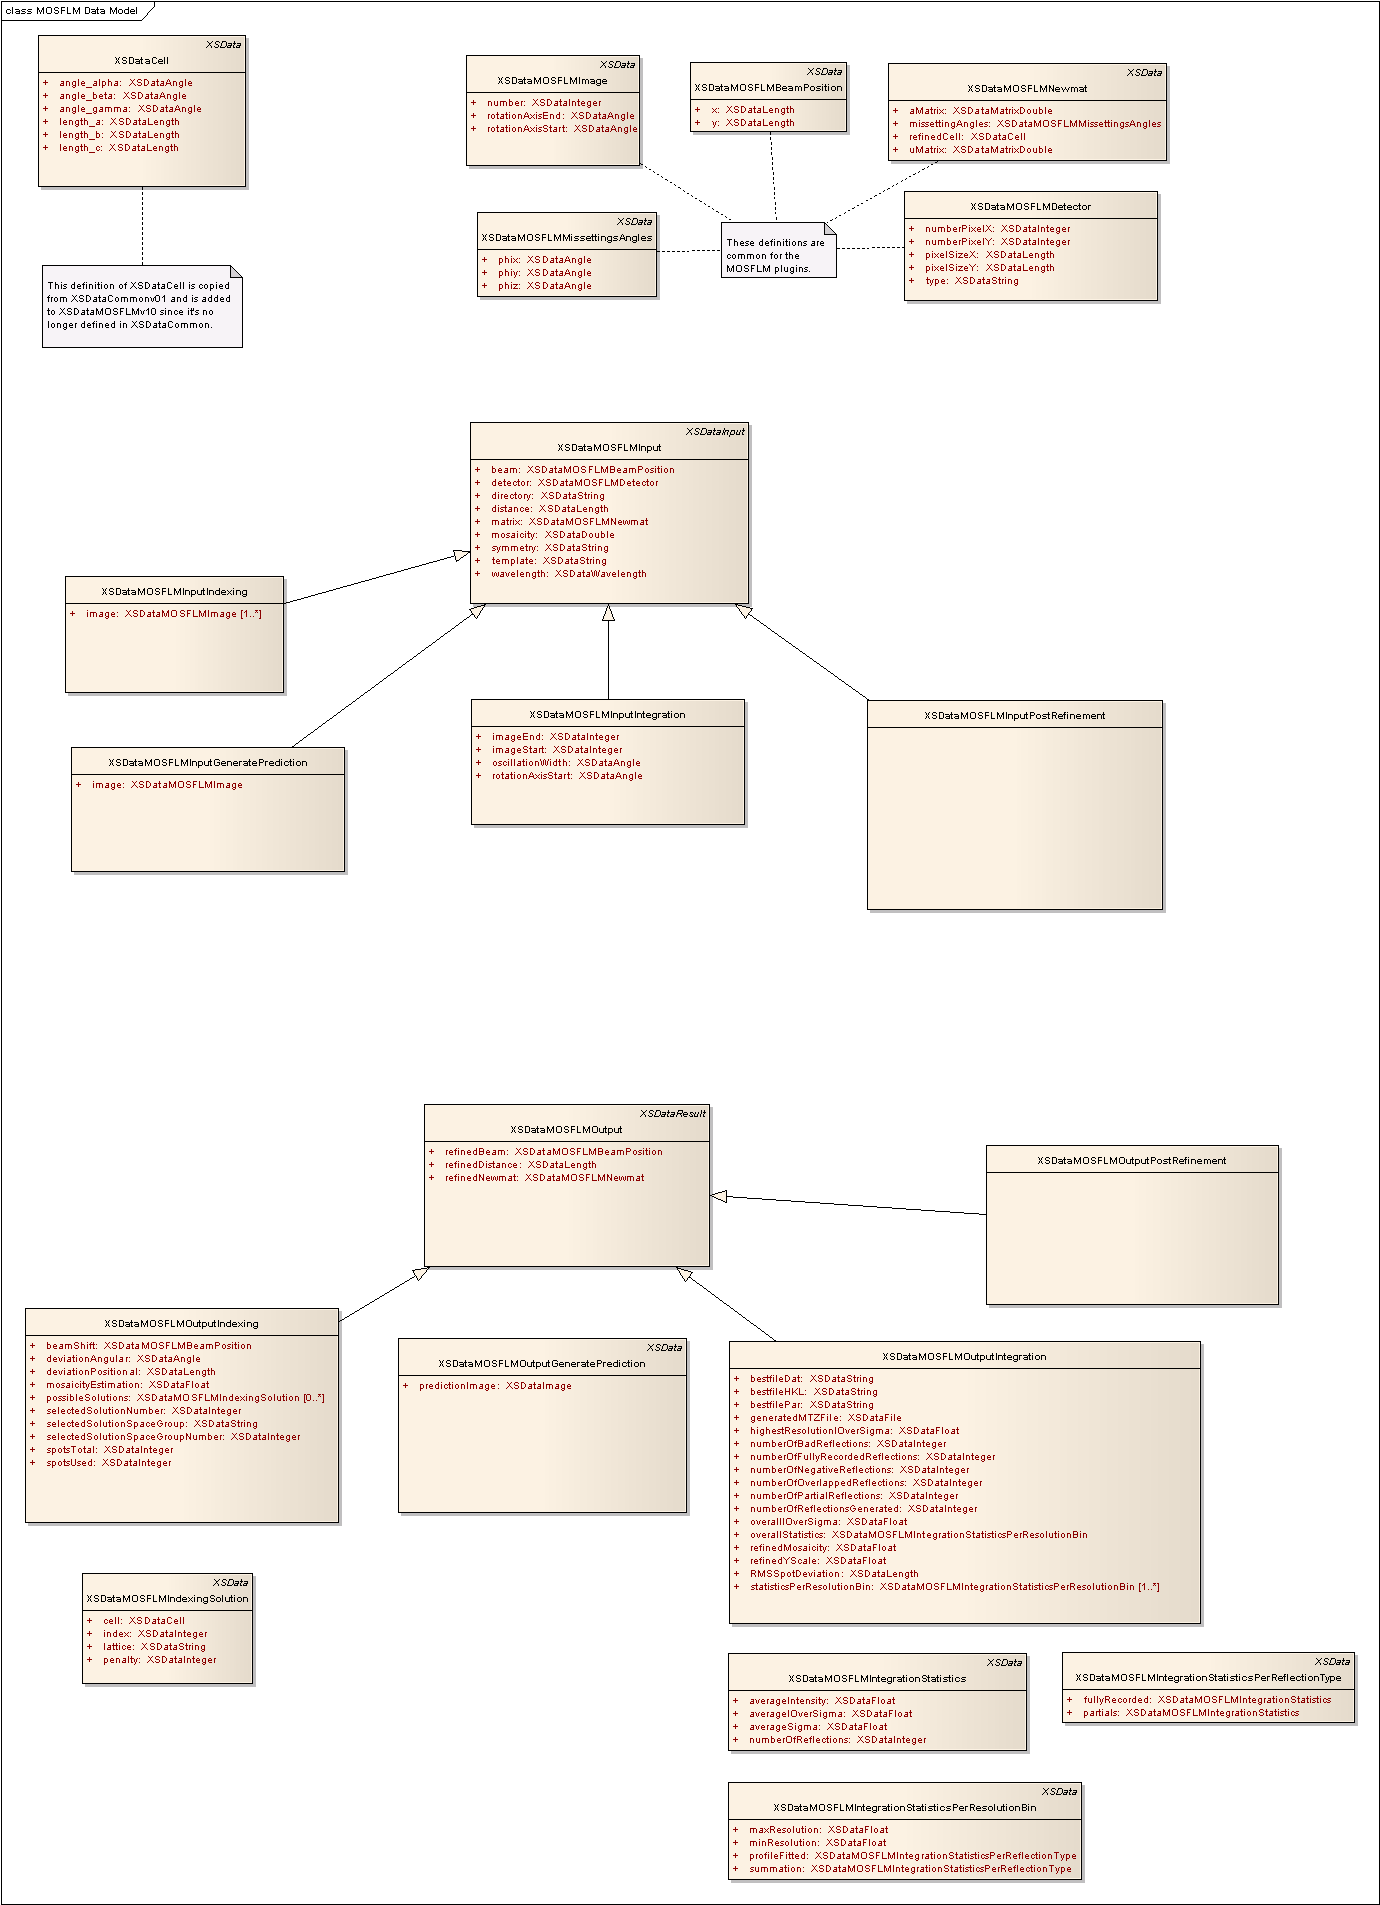 class MOSFLM Data Model
XSData
XSDataCell
+ angle_alpha: XSDataAngle
+ angle_beta: XSDataAngle
+ angle_gamma: XSDataAngle
+ length_a: XSDataLength
+ length_b: XSDataLength
+ length_c: XSDataLength
This definition of XSDataCell is copied
from XSDataCommonv01 and is added
to XSDataMOSFLMv10 since it's no
longer defined in XSDataCommon.
XSData
XSDataMOSFLMImage
+ number: XSDataInteger
+ rotationAxisEnd: XSDataAngle
+ rotationAxisStart: XSDataAngle
XSData
XSDataMOSFLMBeamPosition
+ x: XSDataLength
+ y: XSDataLength
XSData
XSDataMOSFLMNewmat
+ aMatrix: XSDataMatrixDouble
+ missettingAngles: XSDataMOSFLMMissettingsAngles
+ refinedCell: XSDataCell
+ uMatrix: XSDataMatrixDouble
XSData
XSDataMOSFLMMissettingsAngles
+ phix: XSDataAngle
+ phiy: XSDataAngle
+ phiz: XSDataAngle
These definitions are
common for the
MOSFLM plugins.
XSDataMOSFLMDetector
+ numberPixelX: XSDataInteger
+ numberPixelY: XSDataInteger
+ pixelSizeX: XSDataLength
+ pixelSizeY: XSDataLength
+ type: XSDataString
XSDataInput
XSDataMOSFLMInput
+ beam: XSDataMOSFLMBeamPosition
+ detector: XSDataMOSFLMDetector
+ directory: XSDataString
+ distance: XSDataLength
+ matrix: XSDataMOSFLMNewmat
+ mosaicity: XSDataDouble
+ symmetry: XSDataString
+ template: XSDataString
+ wavelength: XSDataWavelength
XSDataMOSFLMInputIndexing
+ image: XSDataMOSFLMImage [1..*]
XSDataMOSFLMInputGeneratePrediction
+ image: XSDataMOSFLMImage
XSDataMOSFLMInputIntegration
+ imageEnd: XSDataInteger
+ imageStart: XSDataInteger
+ oscillationWidth: XSDataAngle
+ rotationAxisStart: XSDataAngle
XSDataMOSFLMInputPostRefinement
XSDataResult
XSDataMOSFLMOutput
+ refinedBeam: XSDataMOSFLMBeamPosition
+ refinedDistance: XSDataLength
+ refinedNewmat: XSDataMOSFLMNewmat
XSDataMOSFLMOutputPostRefinement
XSDataMOSFLMOutputIndexing
+ beamShift: XSDataMOSFLMBeamPosition
+ deviationAngular: XSDataAngle
+ deviationPositional: XSDataLength
+ mosaicityEstimation: XSDataFloat
+ possibleSolutions: XSDataMOSFLMIndexingSolution [0..*]
+ selectedSolutionNumber: XSDataInteger
+ selectedSolutionSpaceGroup: XSDataString
+ selectedSolutionSpaceGroupNumber: XSDataInteger
+ spotsTotal: XSDataInteger
+ spotsUsed: XSDataInteger
XSData
XSDataMOSFLMOutputGeneratePrediction
+ predictionImage: XSDataImage
XSDataMOSFLMOutputIntegration
+ bestfileDat: XSDataString
+ bestfileHKL: XSDataString
+ bestfilePar: XSDataString
+ generatedMTZFile: XSDataFile
+ highestResolutionIOverSigma: XSDataFloat
+ numberOfBadReflections: XSDataInteger
+ numberOfFullyRecordedReflections: XSDataInteger
+ numberOfNegativeReflections: XSDataInteger
+ numberOfOverlappedReflections: XSDataInteger
+ numberOfPartialReflections: XSDataInteger
+ numberOfReflectionsGenerated: XSDataInteger
+ overallIOverSigma: XSDataFloat
+ overallStatistics: XSDataMOSFLMIntegrationStatisticsPerResolutionBin
+ refinedMosaicity: XSDataFloat
+ refinedYScale: XSDataFloat
+ RMSSpotDeviation: XSDataLength
+ statisticsPerResolutionBin: XSDataMOSFLMIntegrationStatisticsPerResolutionBin [1..*]
XSData
XSDataMOSFLMIndexingSolution
+ cell: XSDataCell
+ index: XSDataInteger
+ lattice: XSDataString
+ penalty: XSDataInteger
XSData
XSDataMOSFLMIntegrationStatistics
+ averageIntensity: XSDataFloat
+ averageIOverSigma: XSDataFloat
+ averageSigma: XSDataFloat
+ numberOfReflections: XSDataInteger
XSData
XSDataMOSFLMIntegrationStatisticsPerReflectionType
+ fullyRecorded: XSDataMOSFLMIntegrationStatistics
+ partials: XSDataMOSFLMIntegrationStatistics
XSData
XSDataMOSFLMIntegrationStatisticsPerResolutionBin
+ maxResolution: XSDataFloat
+ minResolution: XSDataFloat
+ profileFitted: XSDataMOSFLMIntegrationStatisticsPerReflectionType
+ summation: XSDataMOSFLMIntegrationStatisticsPerReflectionType